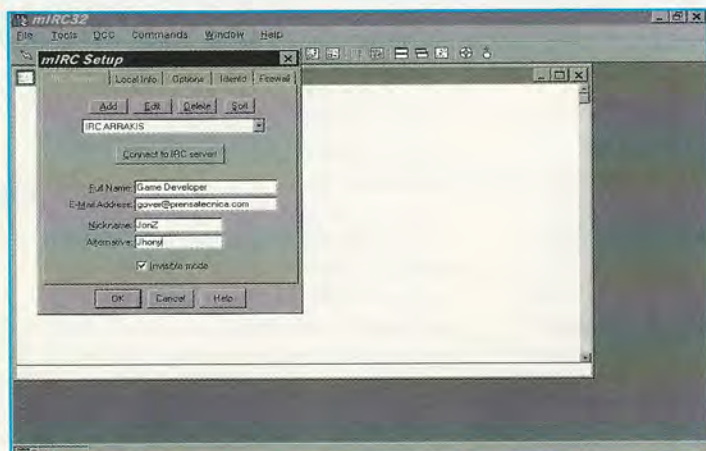 mIRC32
File Tools DCC Commands Window Help
mIRC Setup
Local Info Options Identd Firewall
Add Edit Delete Sort
IRC ARRAKIS
Connect to IRC server!
Full Name: Game Developer
E-Mail Address: gover@prensatecnica.com
Nickname: JonZ
Alternative: Jhony
Invisible mode
OK Cancel Help